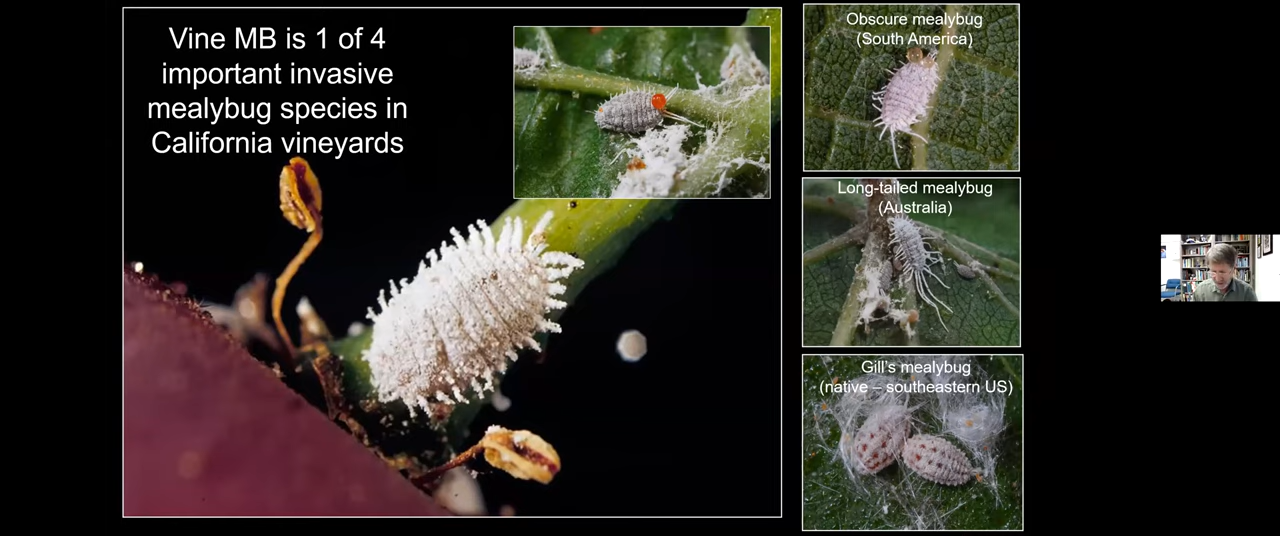 Vine MB is 1 of 4
important invasive
mealybug species in
California vineyards
Obscure mealybug
(South America)
Long-tailed mealybug
(Australia)
Gill's mealybug
(native – southeastern US)